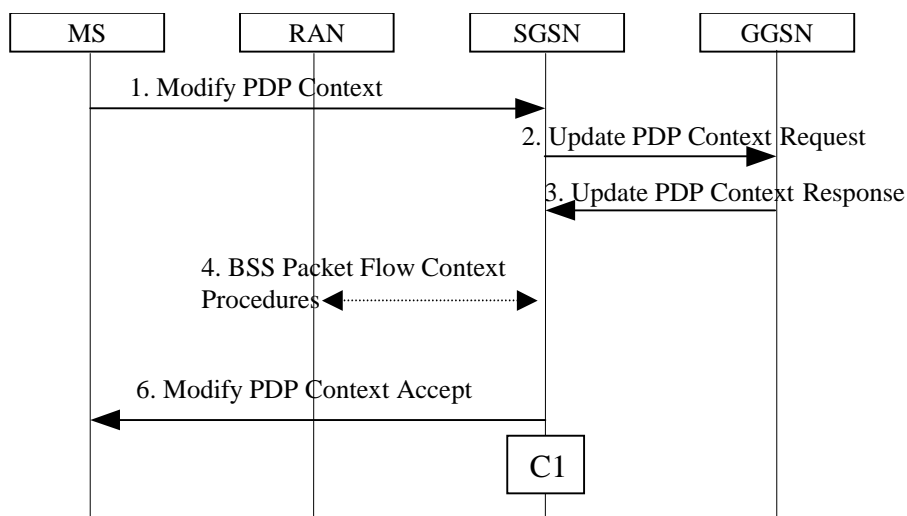 MS RAN SGSN GGSN
1. Modify PDP Context
2. Update PDP Context Request
3. Update PDP Context Response
4. BSS Packet Flow Context
Procedures
6. Modify PDP Context Accept
C1